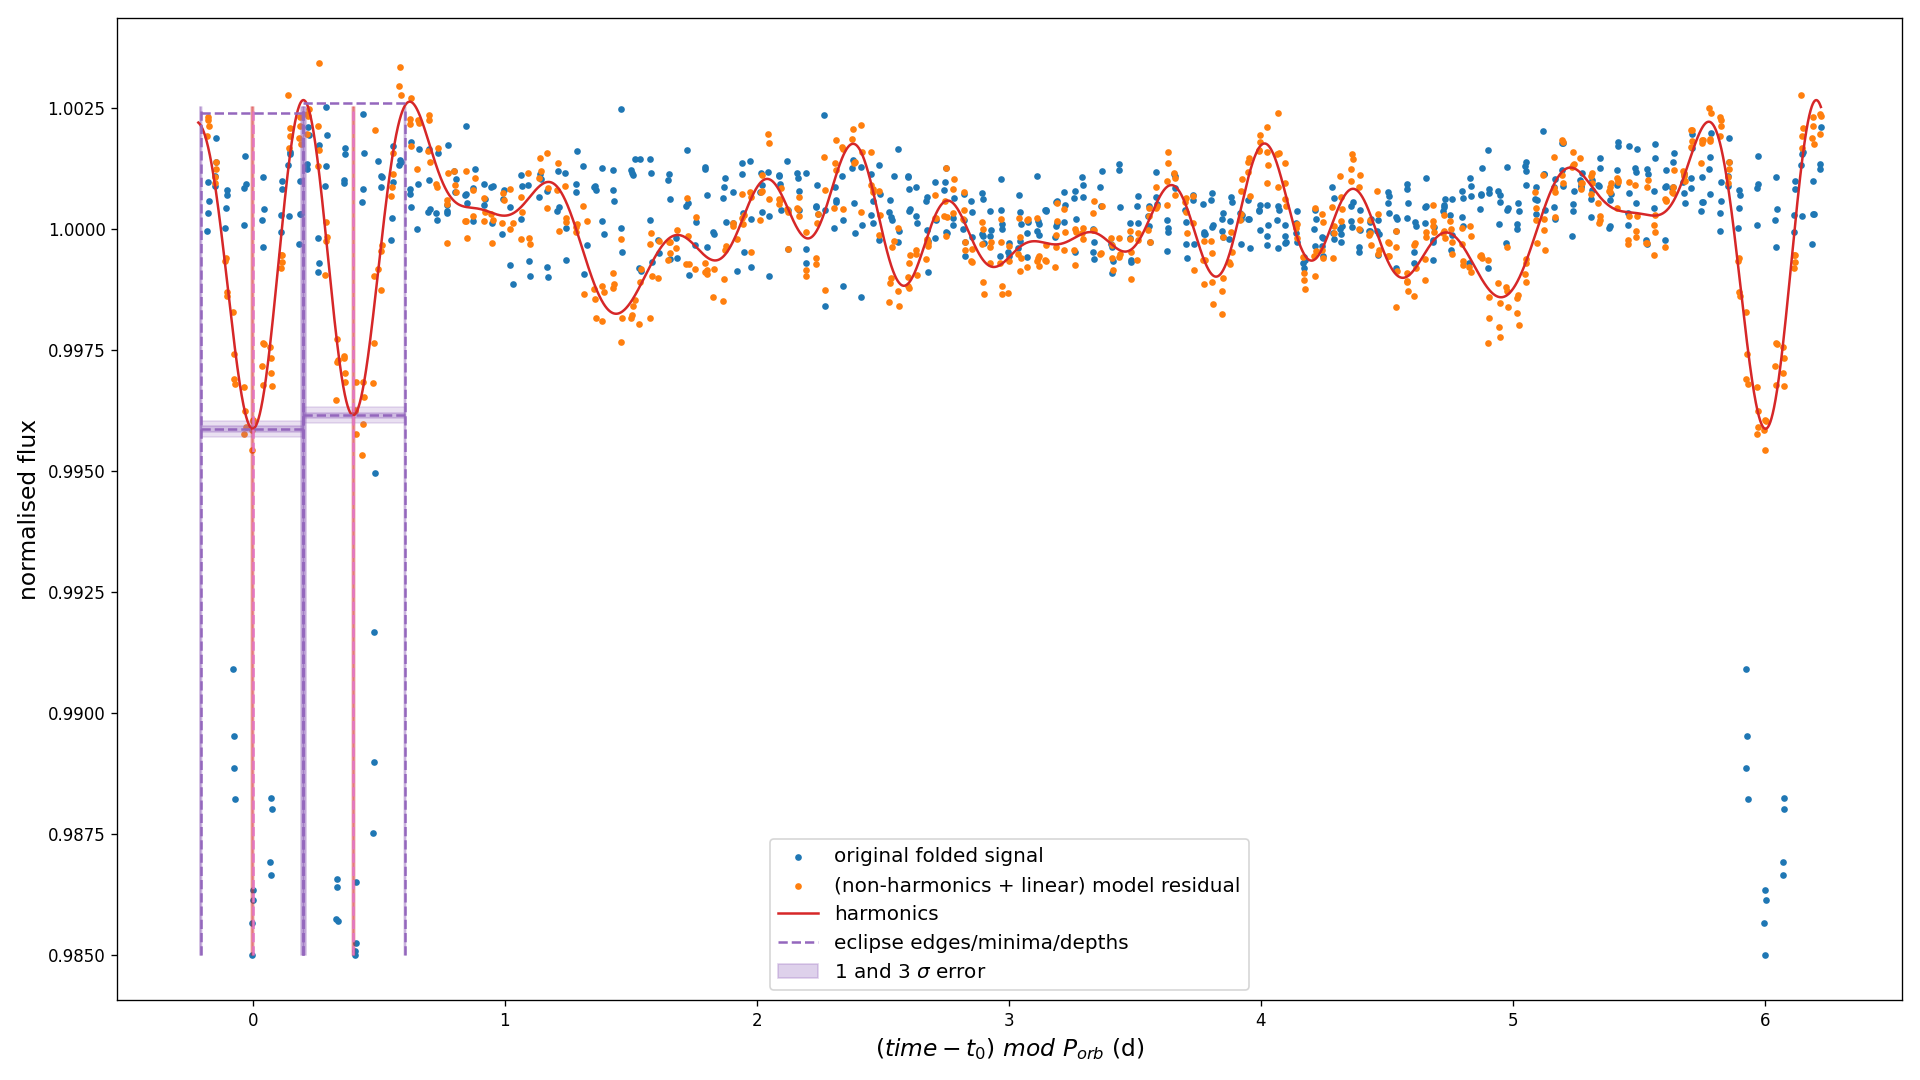 normalised flux
1.0025
1.0000
0.9975
0.9950
0.9925
0.9900
0.9875
0.9850
original folded signal
(non-harmonics + linear) model residual
harmonics
eclipse edges/minima/depths
1 and 3 σ error
0 1 2 3 4 5 6
(time − t₀) mod P_orb (d)